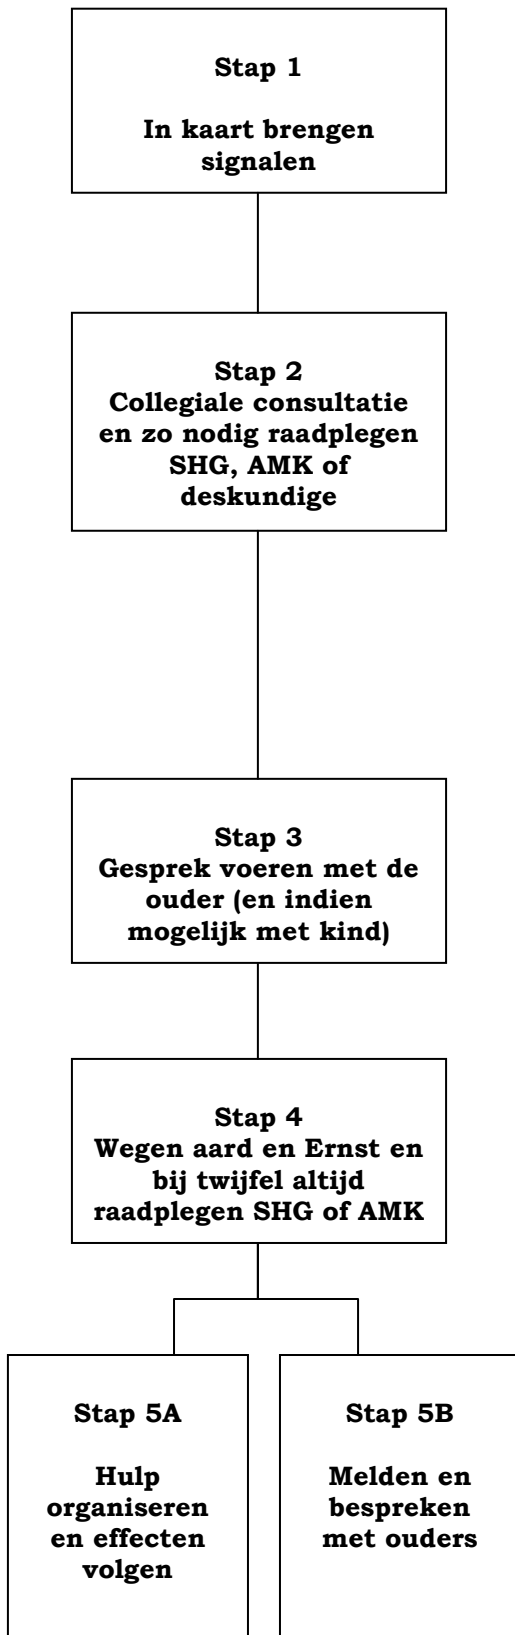 Stap 1
In kaart brengen
signalen
Stap 2
Collegiale consultatie
en zo nodig raadplegen
SHG, AMK of
deskundige
Stap 3
Gesprek voeren met de
ouder (en indien
mogelijk met kind)
Stap 4
Wegen aard en Ernst en
bij twijfel altijd
raadplegen SHG of AMK
Stap 5A
Hulp
organiseren
en effecten
volgen
Stap 5B
Melden en
bespreken
met ouders